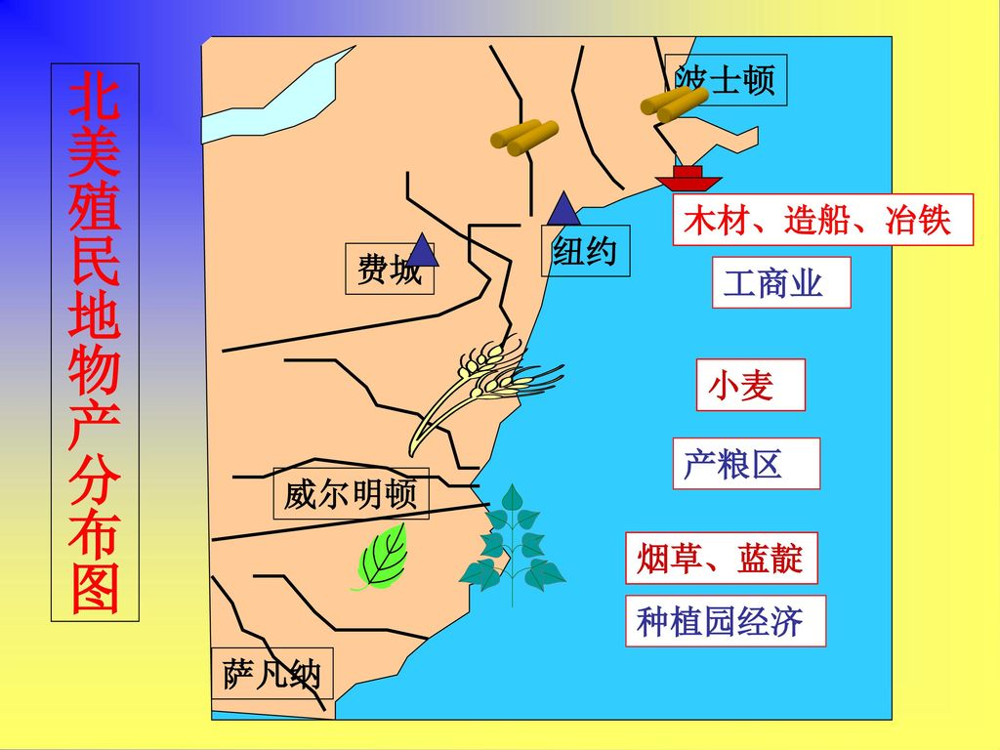 北美殖民地物产分布图
波士顿
木材、造船、冶铁
纽约
费城
工商业
小麦
产粮区
威尔明顿
烟草、蓝靛
种植园经济
萨凡纳